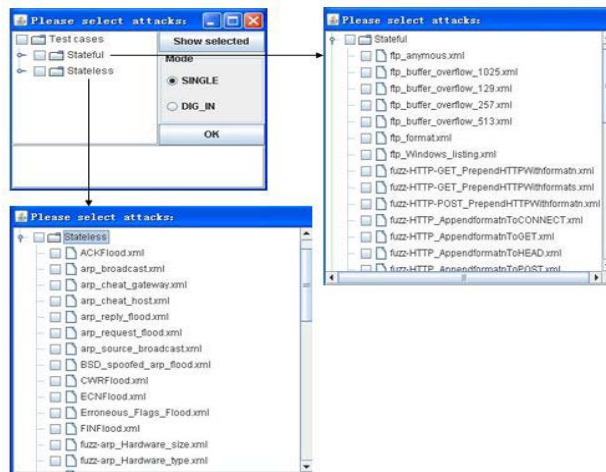 Please select attacks:
Test cases
Stateful
Stateless
Show selected
Mode
SINGLE
DIG_IN
OK
Please select attacks:
Stateful
ftp_anymous.xml
ftp_buffer_overflow_1025.xml
ftp_buffer_overflow_129.xml
ftp_buffer_overflow_257.xml
ftp_buffer_overflow_513.xml
ftp_format.xml
ftp_Windows_listing.xml
fuzz-HTTP-GET_PrependHTTPWithformatn.xml
fuzz-HTTP-GET_PrependHTTPWithformats.xml
fuzz-HTTP-POST_PrependHTTPWithformatn.xml
fuzz-HTTP_AppendformatnToCONNECT.xml
fuzz-HTTP_AppendformatnToGET.xml
fuzz-HTTP_AppendformatnToHEAD.xml
fuzz-HTTP_AppendformatnToPOST.xml
Please select attacks:
Stateless
ACKFlood.xml
arp_broadcast.xml
arp_cheat_gateway.xml
arp_cheat_host.xml
arp_reply_flood.xml
arp_request_flood.xml
arp_source_broadcast.xml
BSD_spoofed_arp_flood.xml
CWRFlood.xml
ECNFlood.xml
Erroneous_Flags_Flood.xml
FINFlood.xml
fuzz-arp_Hardware_size.xml
fuzz-arp_Hardware_type.xml